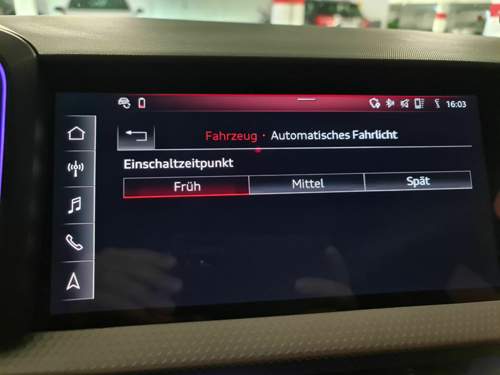 16:03
Fahrzeug · Automatisches Fahrlicht
Einschaltzeitpunkt
Früh Mittel Spät